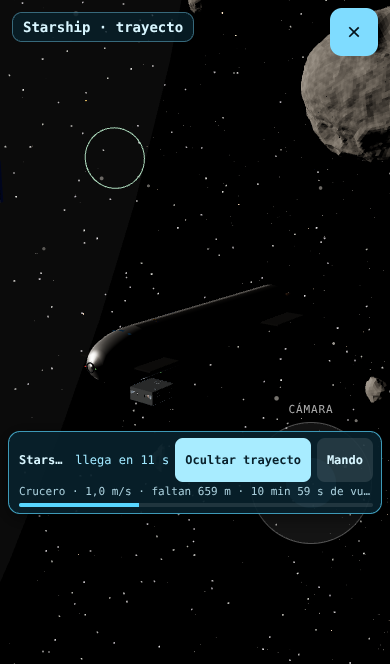 Starship · trayecto
×
CÁMARA
Stars… llega en 11 s Ocultar trayecto Mando
Crucero · 1,0 m/s · faltan 659 m · 10 min 59 s de vu…